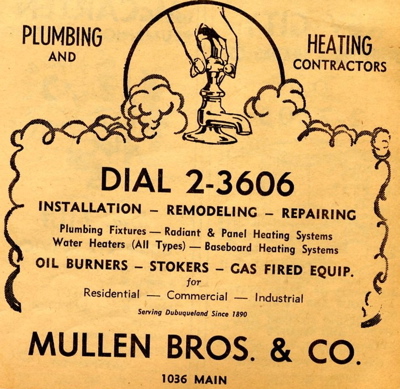 PLUMBING
AND
HEATING
CONTRACTORS
DIAL 2-3606
INSTALLATION – REMODELING – REPAIRING
Plumbing Fixtures — Radiant & Panel Heating Systems
Water Heaters (All Types) — Baseboard Heating Systems
OIL BURNERS – STOKERS – GAS FIRED EQUIP.
for
Residential — Commercial — Industrial
Serving Dubuqueland Since 1890
MULLEN BROS. & CO.
1036 MAIN